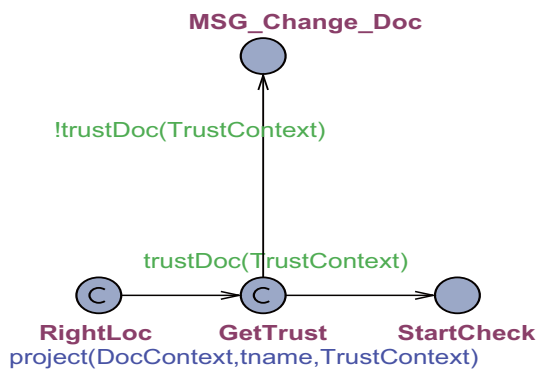 MSG_Change_Doc
!trustDoc(TrustContext)
trustDoc(TrustContext)
C
C
RightLoc
GetTrust
StartCheck
project(DocContext,tname,TrustContext)